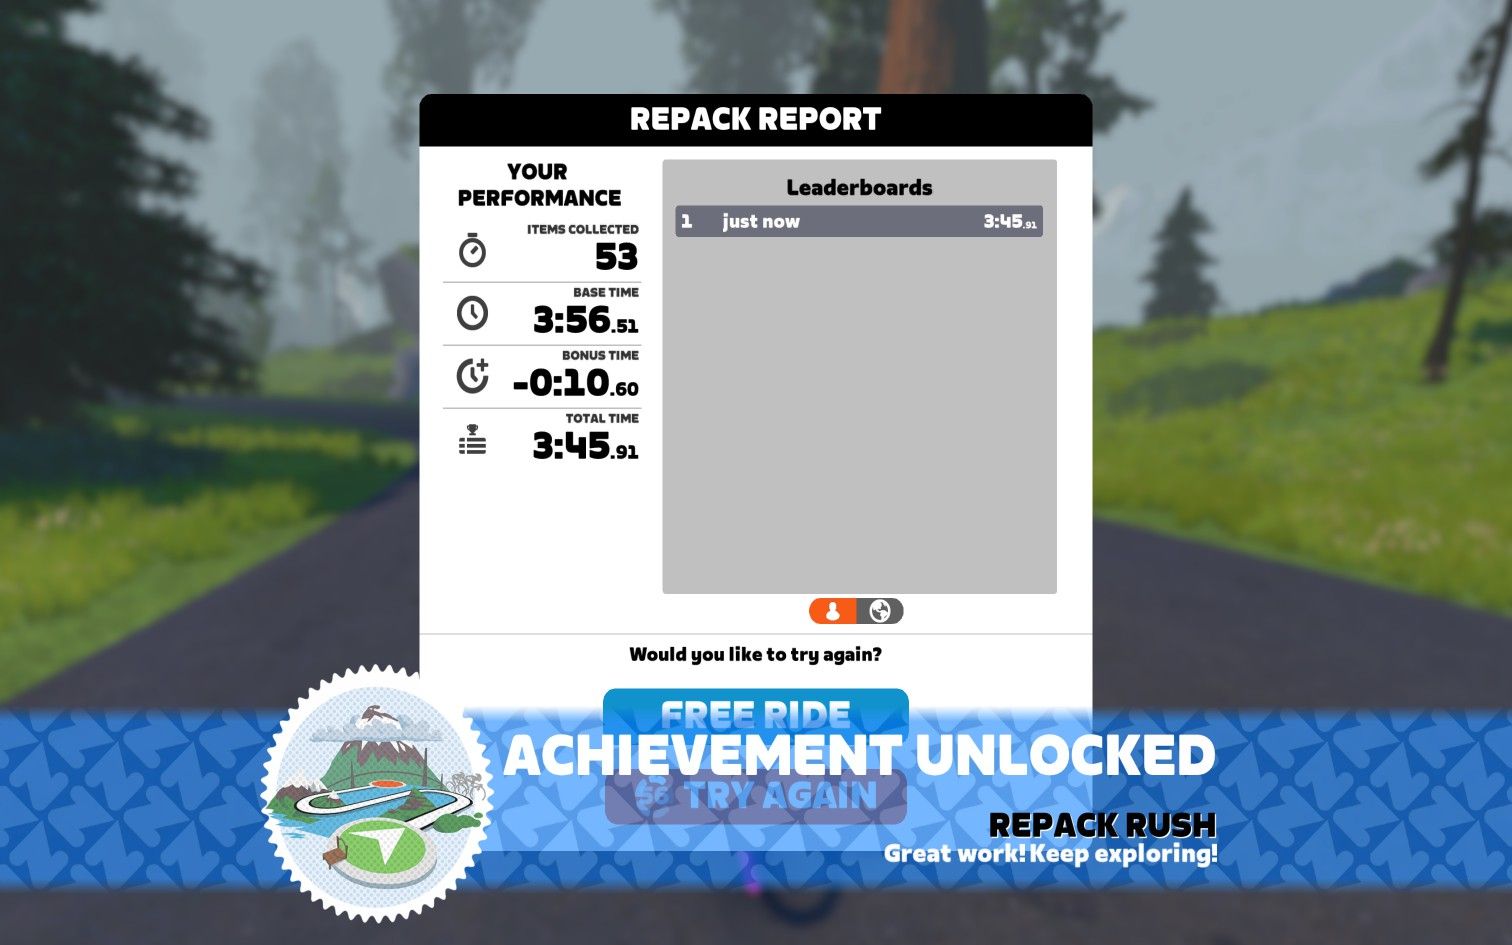 REPACK REPORT
YOUR
PERFORMANCE
ITEMS COLLECTED
53
BASE TIME
3:56.51
BONUS TIME
-0:10.60
TOTAL TIME
3:45.91
Leaderboards
1 just now 3:45.91
Would you like to try again?
FREE RIDE
ACHIEVEMENT UNLOCKED
56 TRY AGAIN
REPACK RUSH
Great work! Keep exploring!